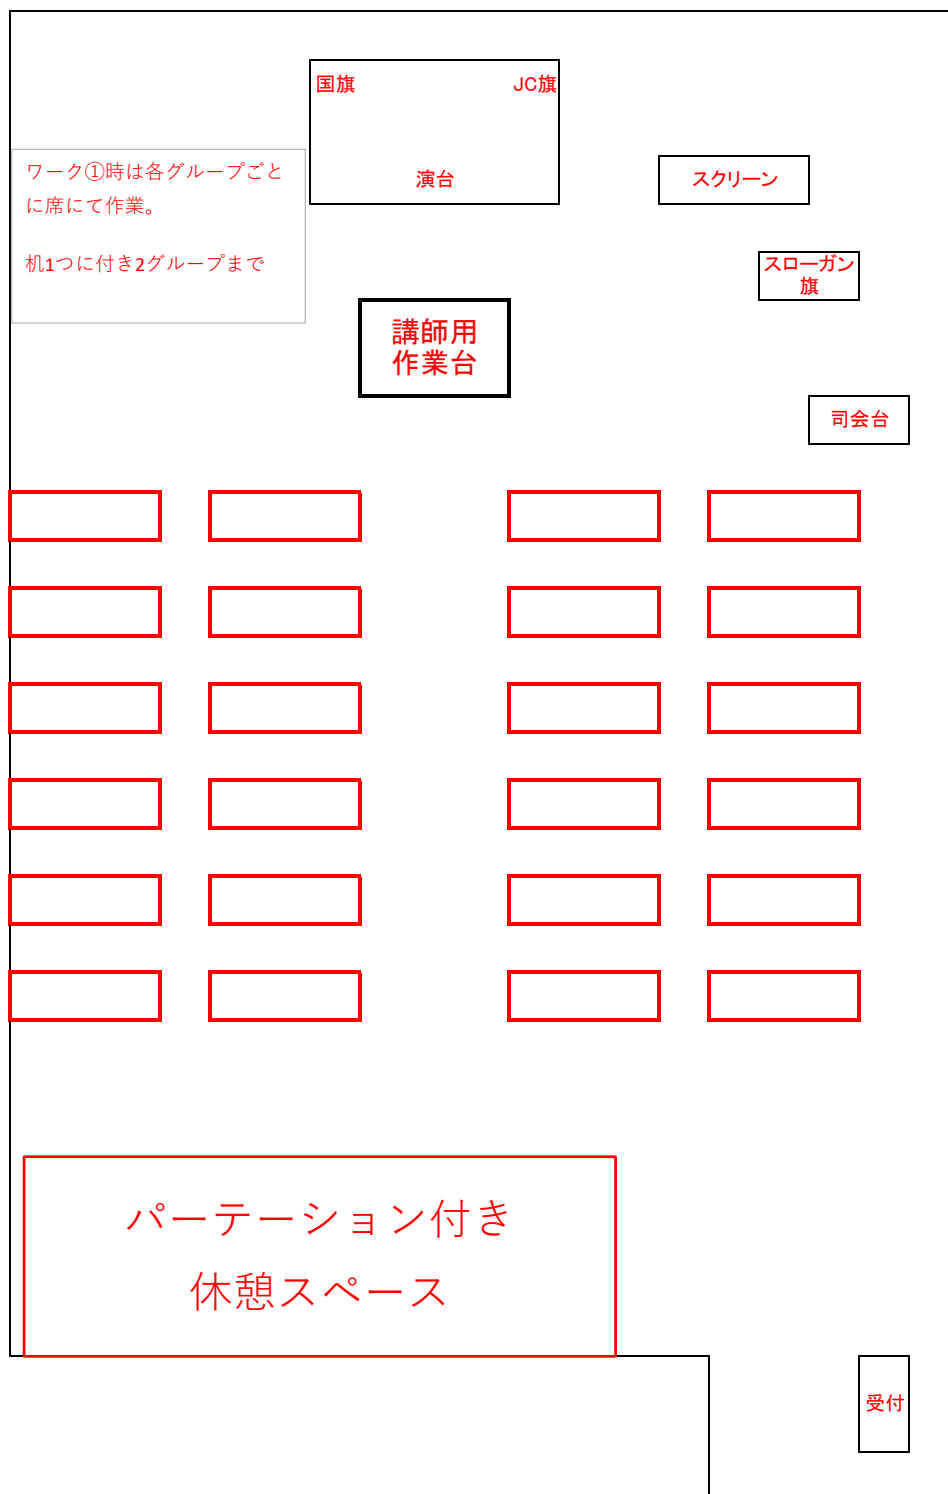 国旗
JC旗
演台
ワーク①時は各グループごと
に席にて作業。
机1つに付き2グループまで
スクリーン
スローガン
旗
講師用
作業台
司会台
パーテーション付き
休憩スペース
受付